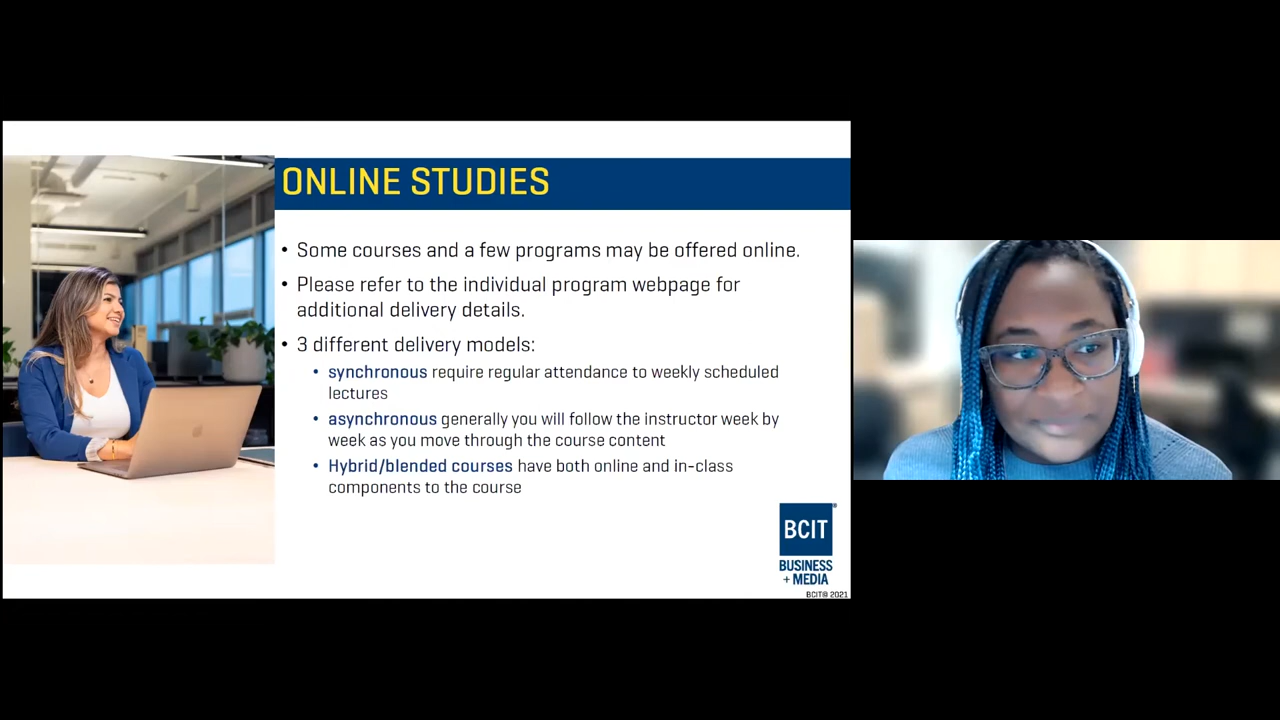 ONLINE STUDIES
• Some courses and a few programs may be offered online.
• Please refer to the individual program webpage for
additional delivery details.
• 3 different delivery models:
• synchronous require regular attendance to weekly scheduled
lectures
• asynchronous generally you will follow the instructor week by
week as you move through the course content
• Hybrid/blended courses have both online and in-class
components to the course
BCIT®
BUSINESS
+ MEDIA
BCIT© 2021